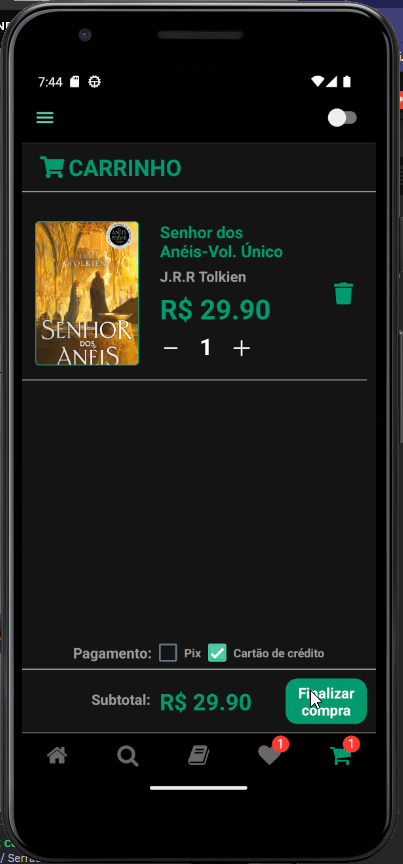 7:44
CARRINHO
Senhor dos
Anéis-Vol. Único
J.R.R Tolkien
R$ 29.90
1
TOLKIEN
SENHOR
DOS
ANÉIS
Pagamento: Pix Cartão de crédito
Subtotal: R$ 29.90
Finalizar
compra
1
1